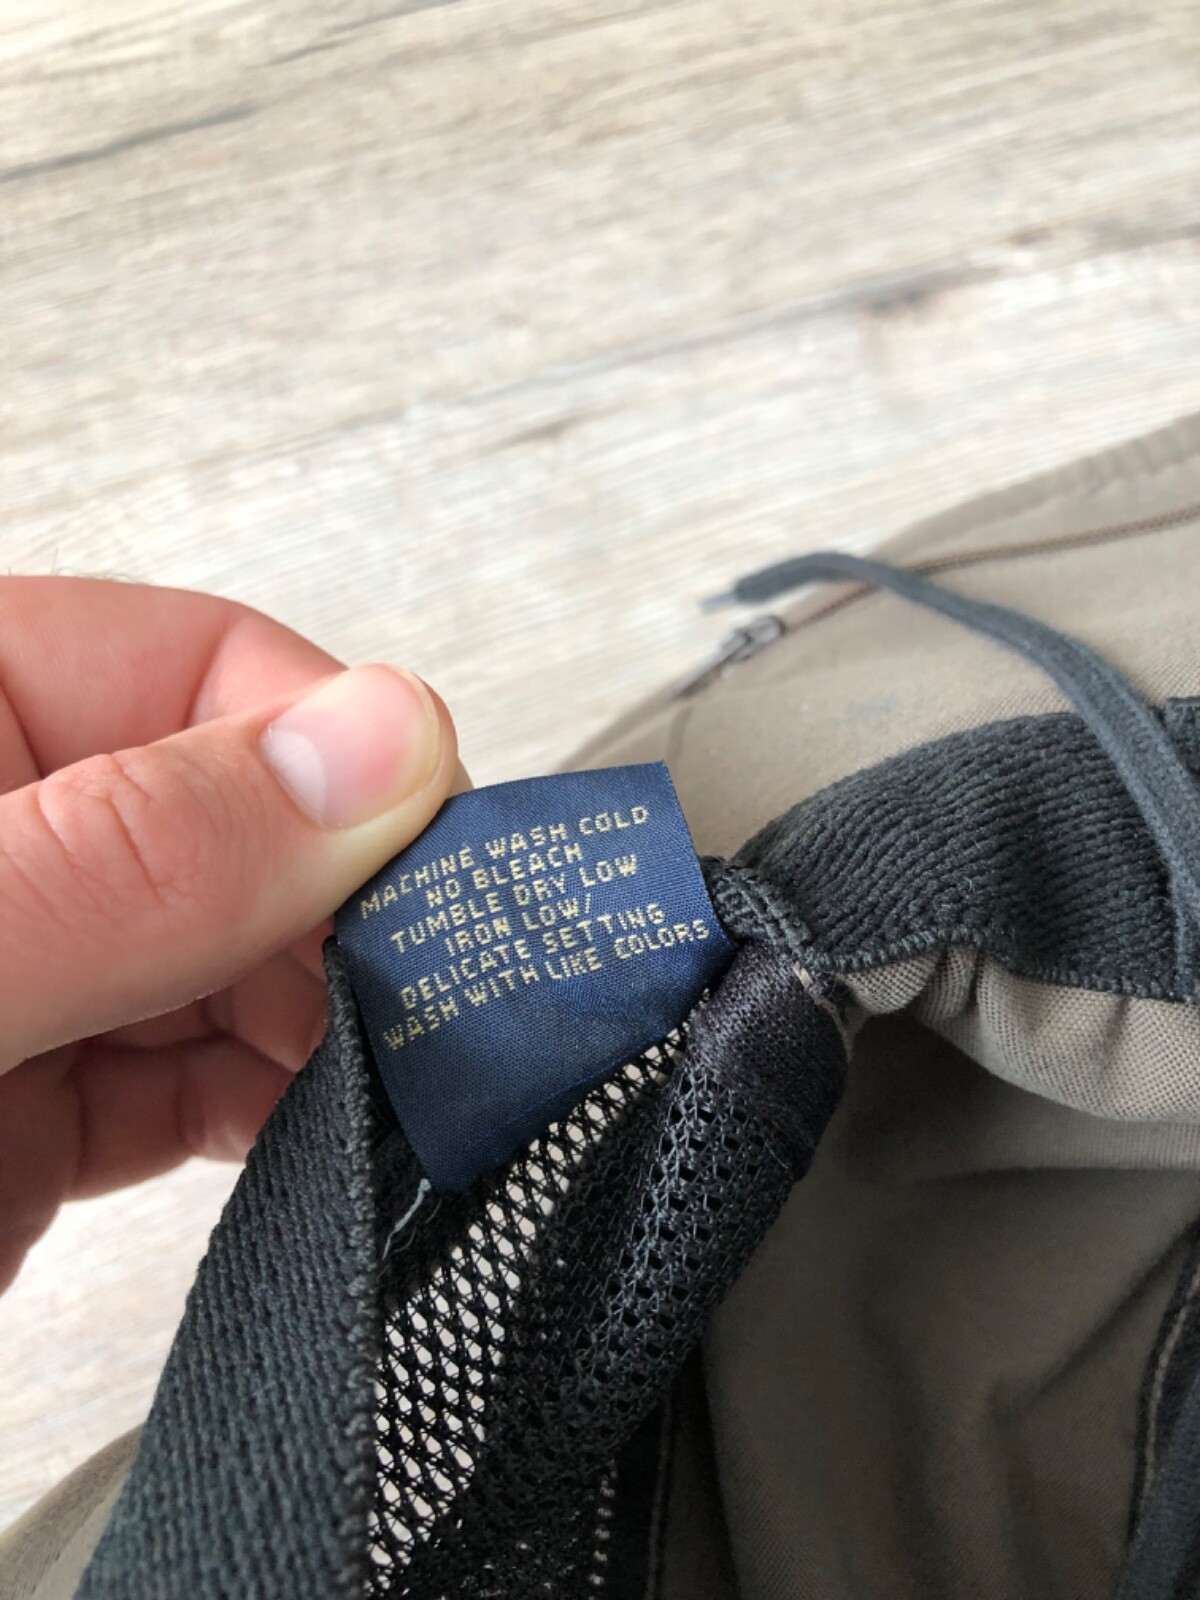 MACHINE WASH COLD
NO BLEACH
TUMBLE DRY LOW
IRON LOW/
DELICATE SETTING
WASH WITH LIKE COLORS